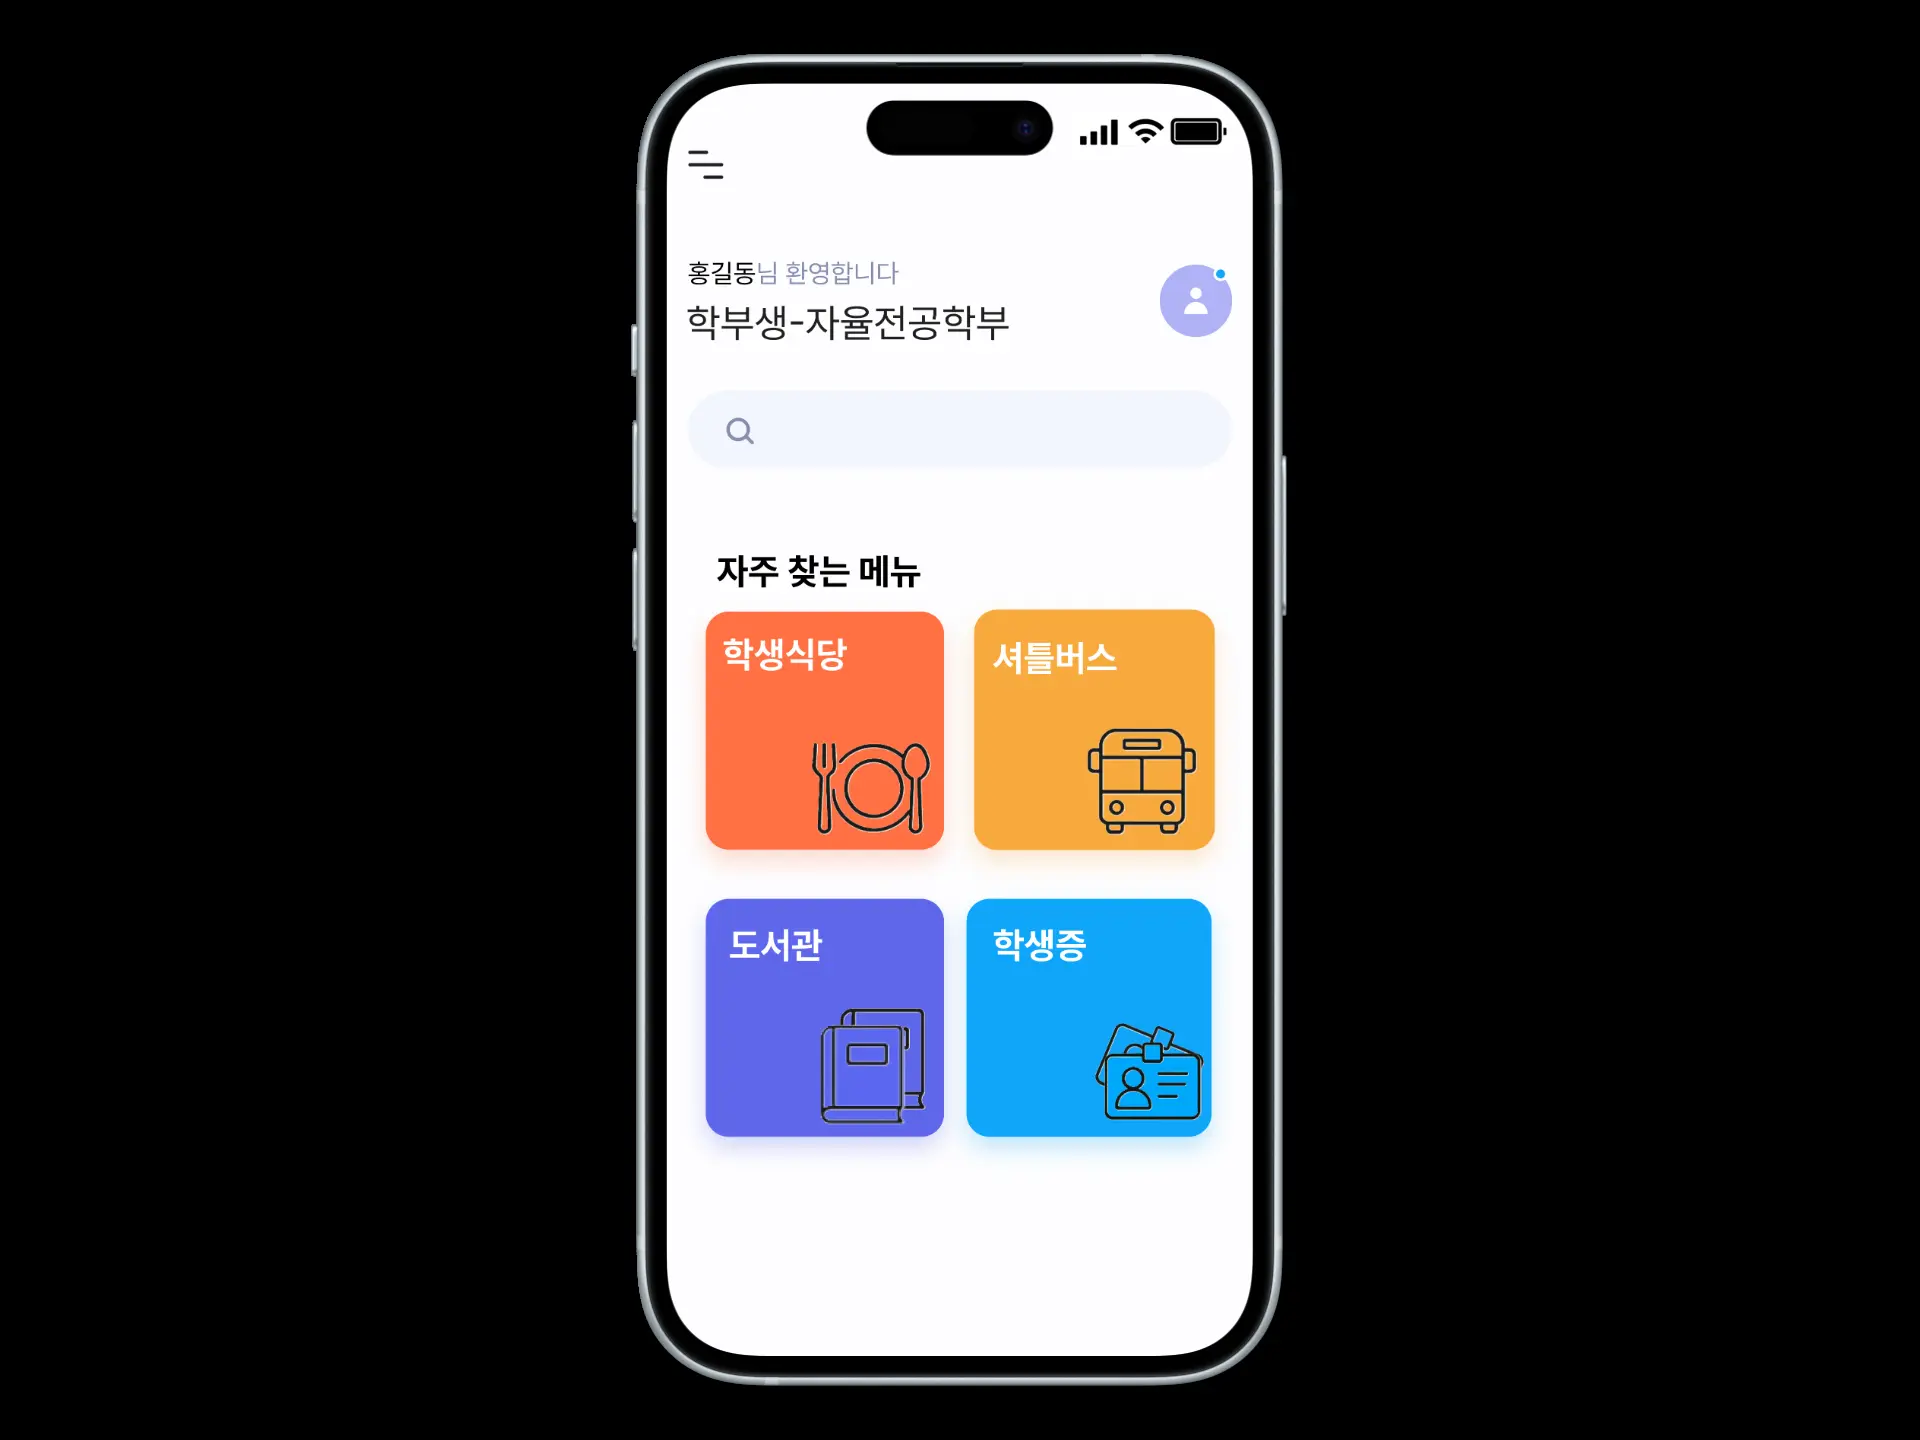 홍길동님 환영합니다
학부생-자율전공학부
자주 찾는 메뉴
학생식당
셔틀버스
도서관
학생증